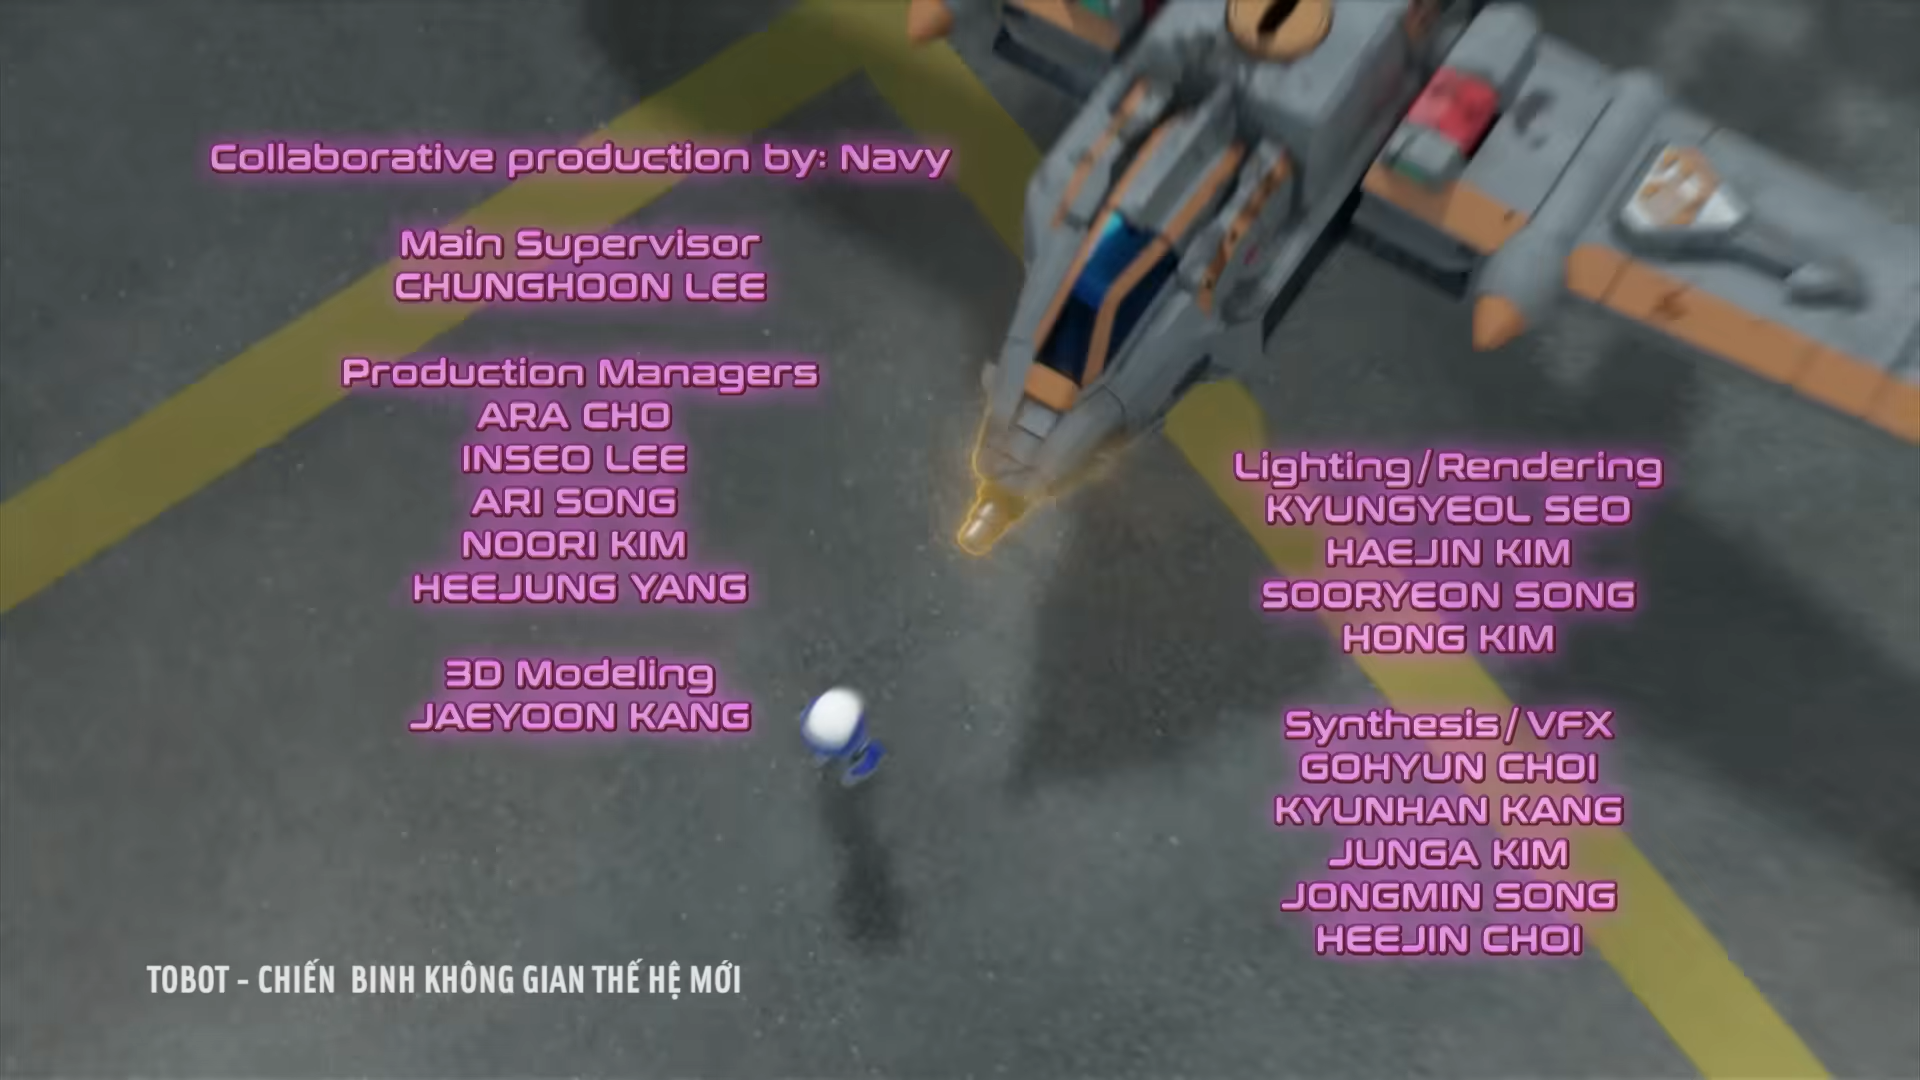 Collaborative production by: Navy
Main Supervisor
CHUNGHOON LEE
Production Managers
ARA CHO
INSEO LEE
ARI SONG
NOORI KIM
HEEJUNG YANG
3D Modeling
JAEYOON KANG
Lighting/Rendering
KYUNGYEOL SEO
HAEJIN KIM
SOORYEON SONG
HONG KIM
Synthesis/VFX
GOHYUN CHOI
KYUNHAN KANG
JUNGA KIM
JONGMIN SONG
HEEJIN CHOI
TOBOT - CHIẾN BINH KHÔNG GIAN THẾ HỆ MỚI